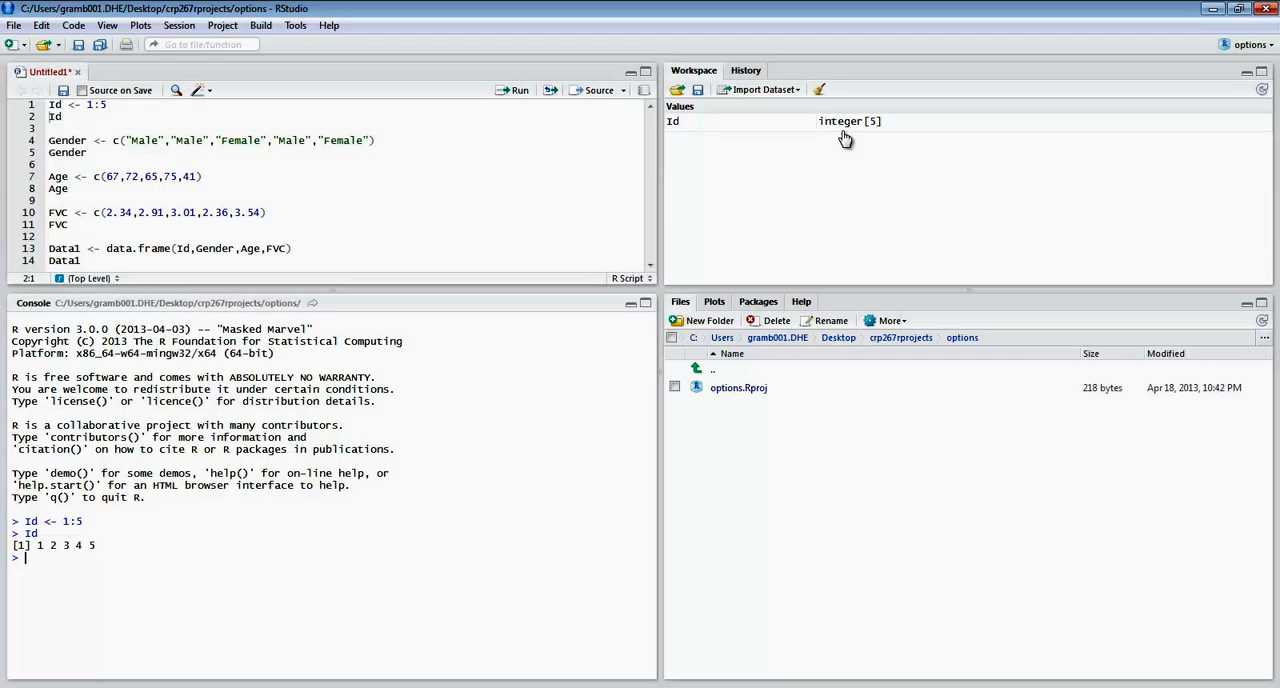 C:/Users/gramb001.DHE/Desktop/crp267rprojects/options - RStudio
File Edit Code View Plots Session Project Build Tools Help
Go to file/function
options
Untitled1*
Source on Save
Run
Source
1 Id <- 1:5
2 Id
3
4 Gender <- c("Male","Male","Female","Male","Female")
5 Gender
6
7 Age <- c(67,72,65,75,41)
8 Age
9
10 FVC <- c(2.34,2.91,3.01,2.36,3.54)
11 FVC
12
13 Data1 <- data.frame(Id,Gender,Age,FVC)
14 Data1
2:1 (Top Level) R Script
Workspace History
Import Dataset
Values
Id integer[5]
Console C:/Users/gramb001.DHE/Desktop/crp267rprojects/options/
R version 3.0.0 (2013-04-03) -- "Masked Marvel"
Copyright (C) 2013 The R Foundation for Statistical Computing
Platform: x86_64-w64-mingw32/x64 (64-bit)
R is free software and comes with ABSOLUTELY NO WARRANTY.
You are welcome to redistribute it under certain conditions.
Type 'license()' or 'licence()' for distribution details.
R is a collaborative project with many contributors.
Type 'contributors()' for more information and
'citation()' on how to cite R or R packages in publications.
Type 'demo()' for some demos, 'help()' for on-line help, or
'help.start()' for an HTML browser interface to help.
Type 'q()' to quit R.
> Id <- 1:5
> Id
[1] 1 2 3 4 5
>
Files Plots Packages Help
New Folder Delete Rename More
C: Users gramb001.DHE Desktop crp267rprojects options ...
Name Size Modified
..
options.Rproj 218 bytes Apr 18, 2013, 10:42 PM